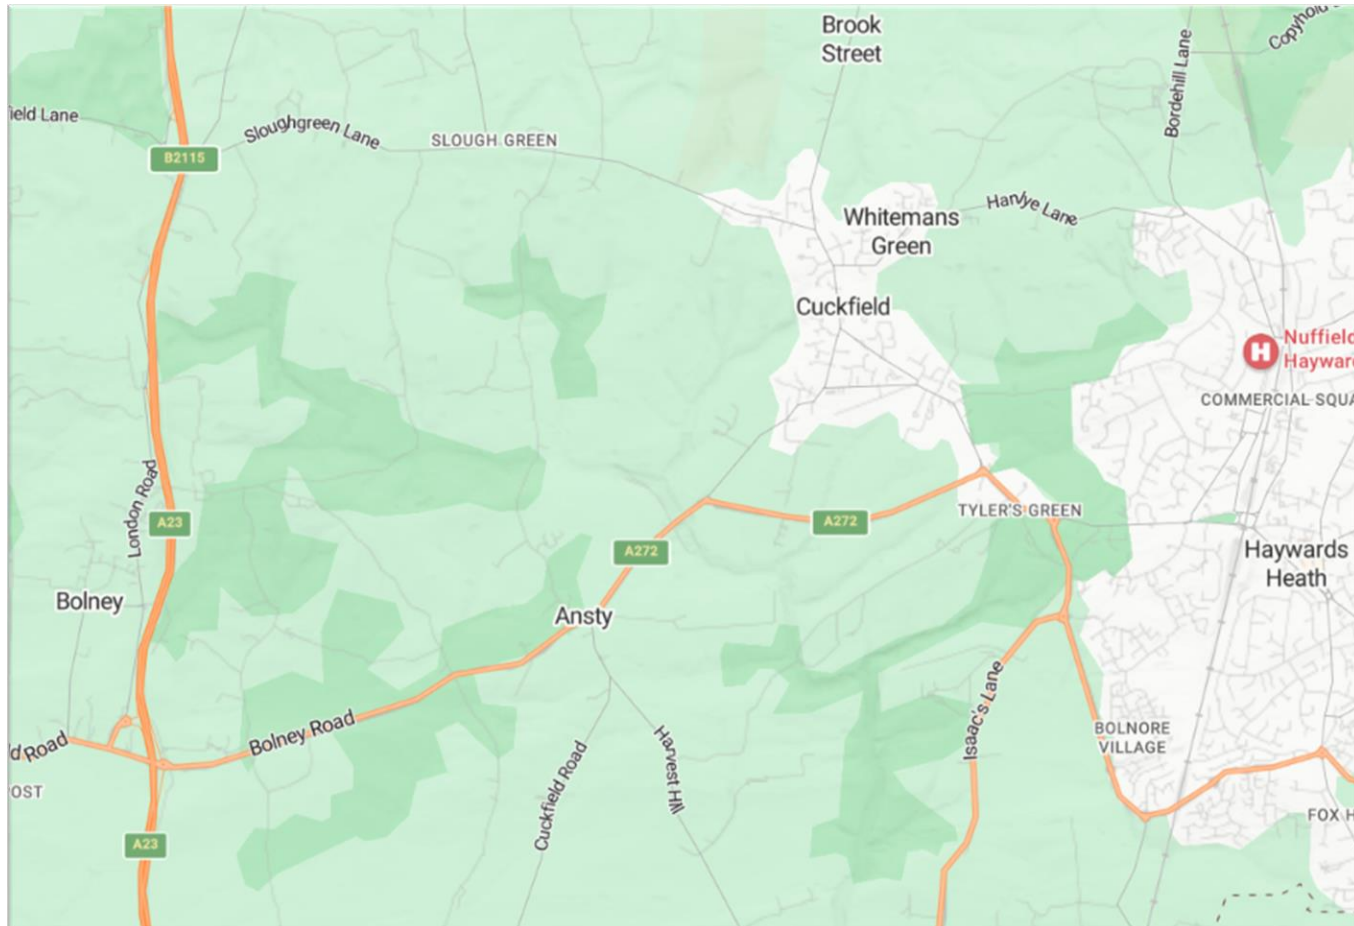 Brook
Street
Copyhold
Bordehill Lane
ield Lane
Sloughgreen Lane
SLOUGH GREEN
B2115
Whitemans
Green
Hanlye Lane
Cuckfield
Nuffield
Hayward
COMMERCIAL SQUA
London Road
A23
A272
A272
TYLER'S GREEN
Haywards
Heath
Bolney
Ansty
Isaac's Lane
BOLNORE
VILLAGE
Bolney Road
d Road
Harvest Hill
Cuckfield Road
OST
FOX H
A23